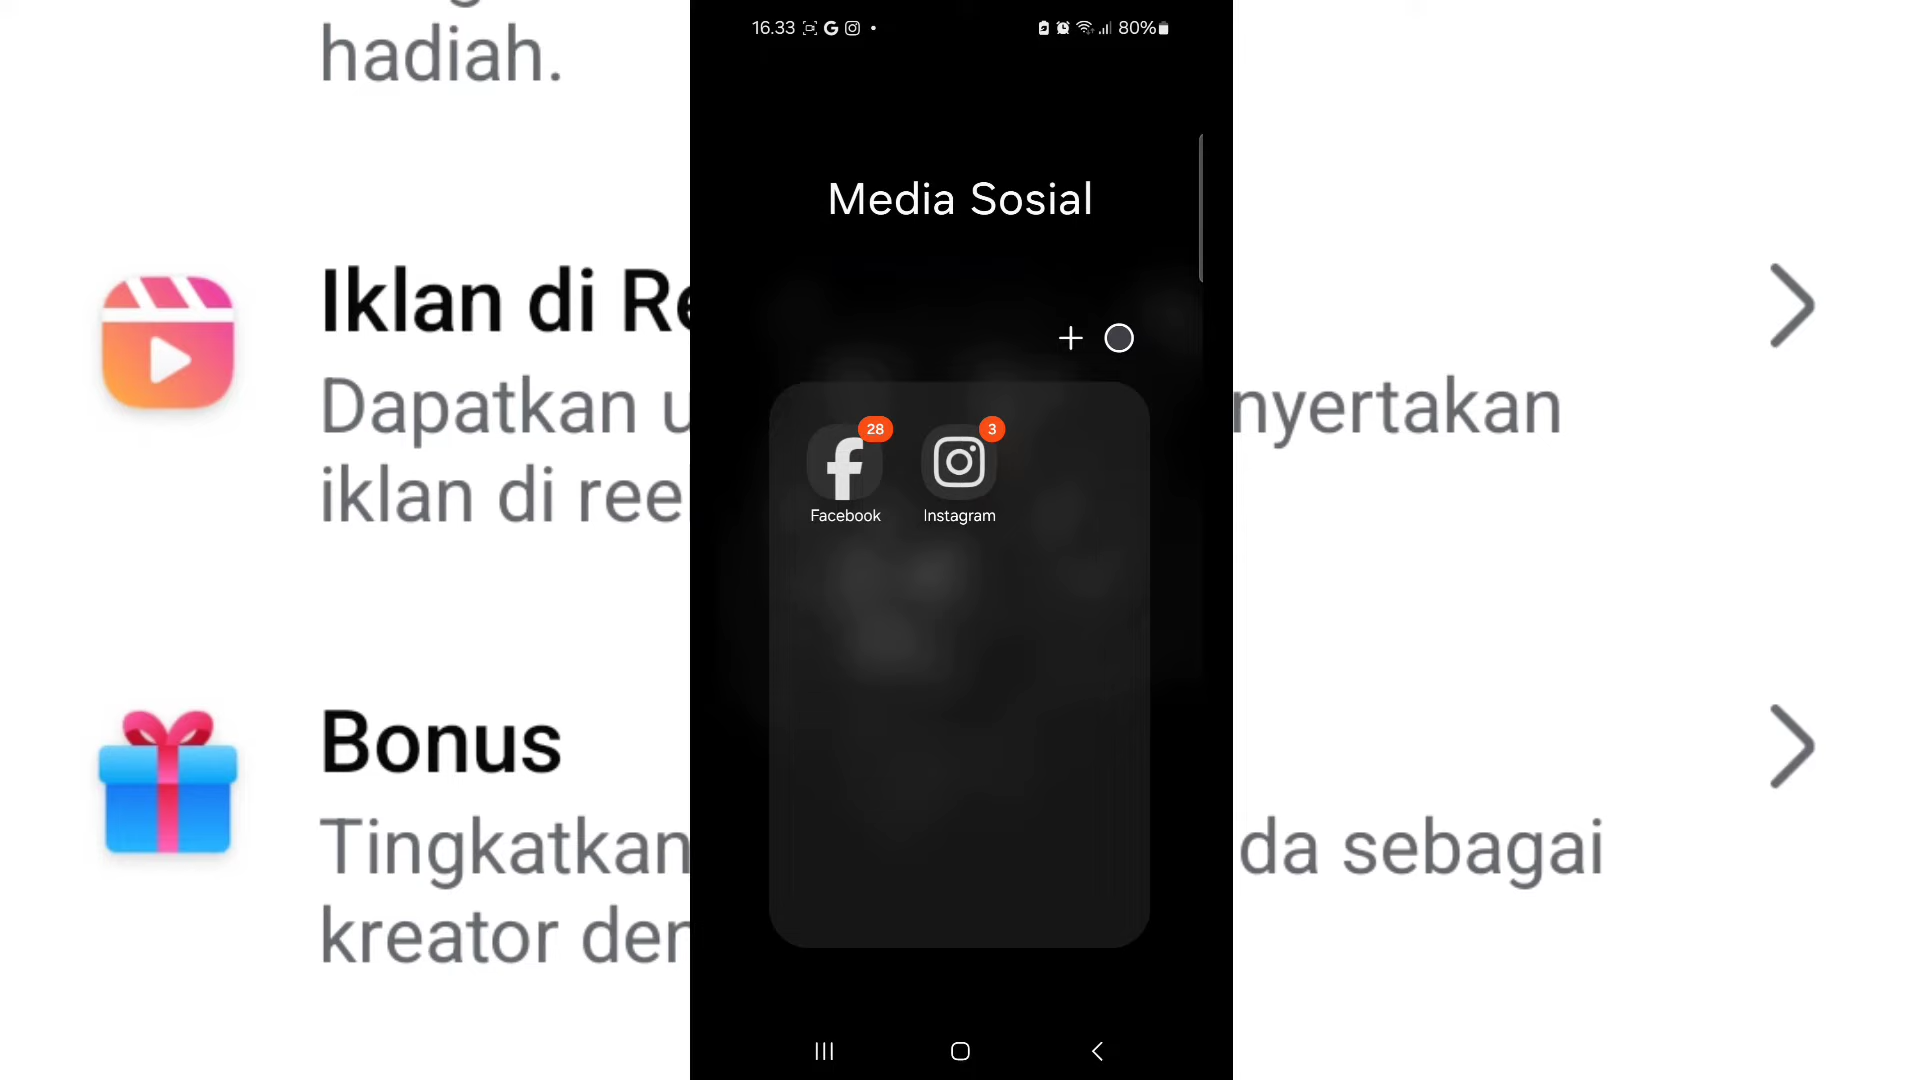 hadiah.
Iklan di Re
Dapatkan u
iklan di ree
nyertakan
Bonus
Tingkatkan
kreator der
da sebagai
16.33
80%
Media Sosial
28
3
Facebook
Instagram